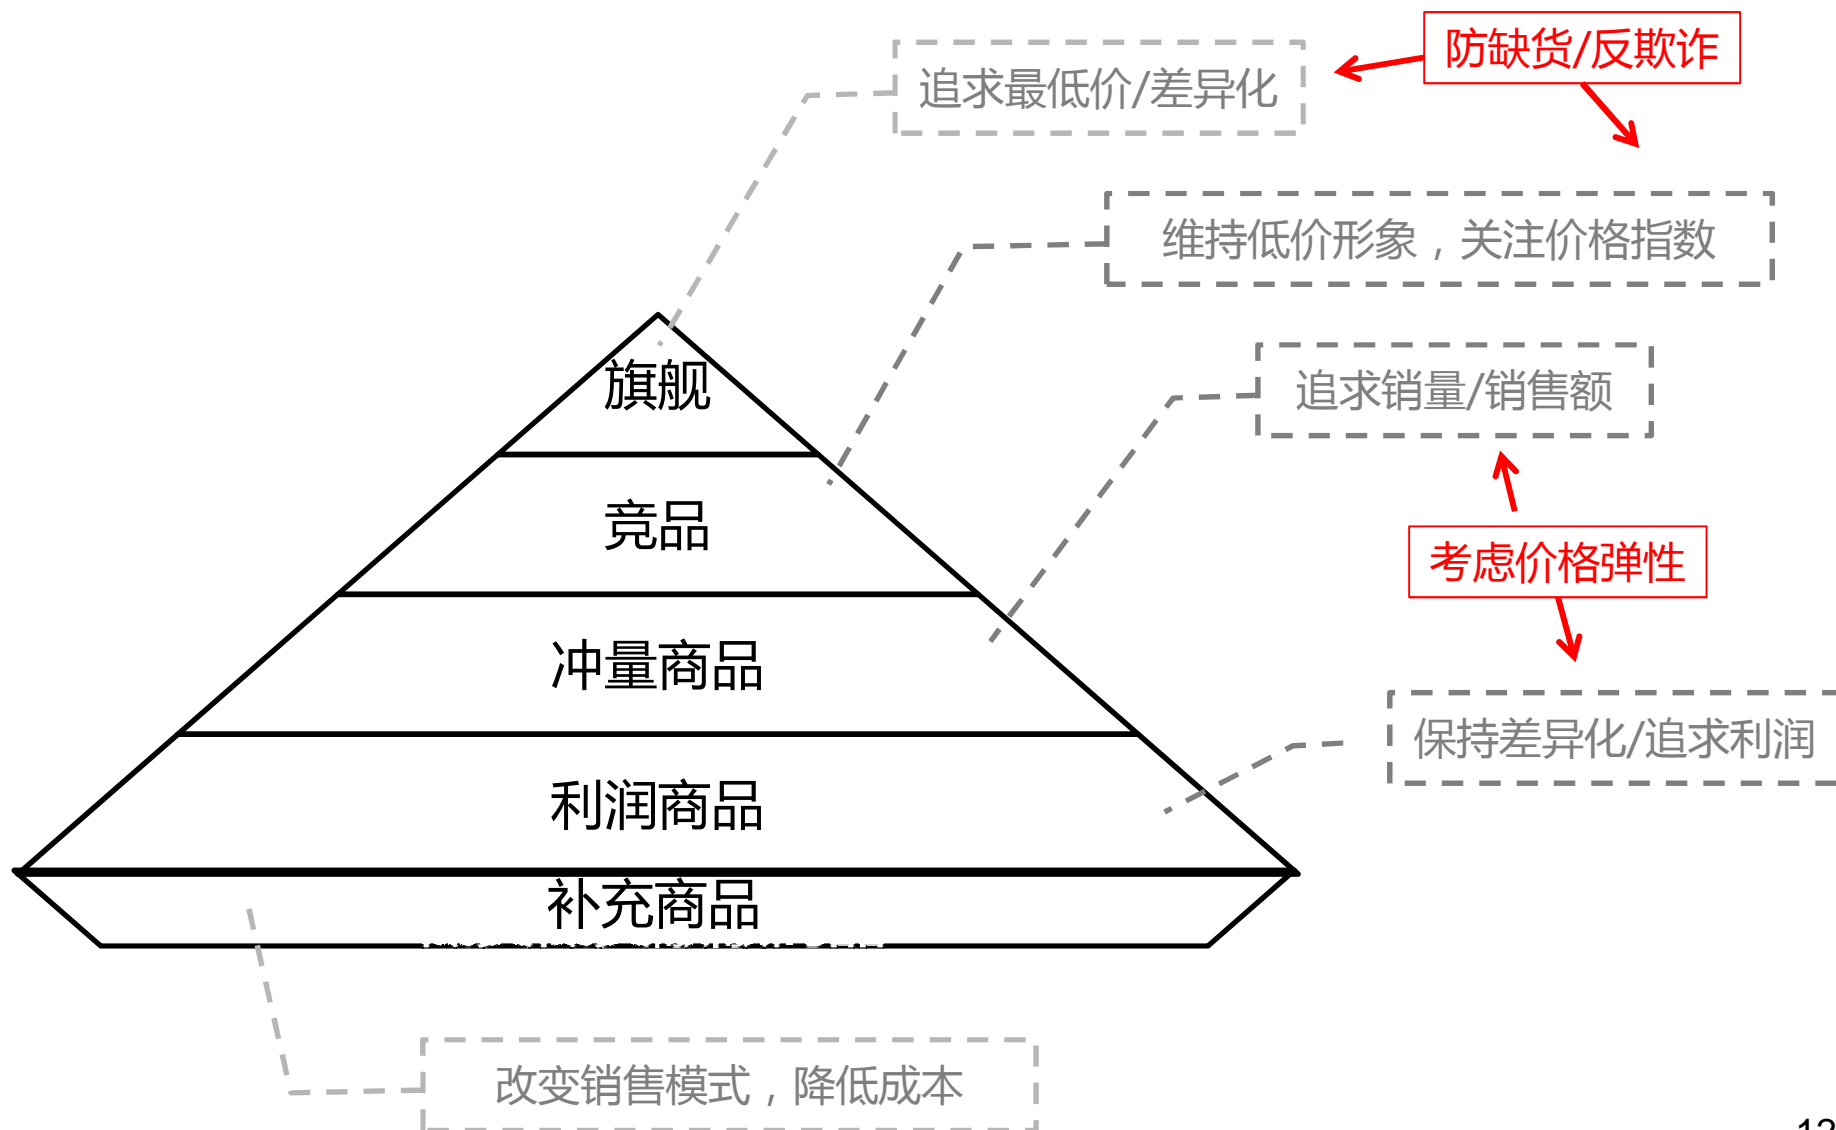 防缺货/反欺诈
追求最低价/差异化
维持低价形象，关注价格指数
旗舰
追求销量/销售额
竞品
考虑价格弹性
冲量商品
保持差异化/追求利润
利润商品
补充商品
改变销售模式，降低成本